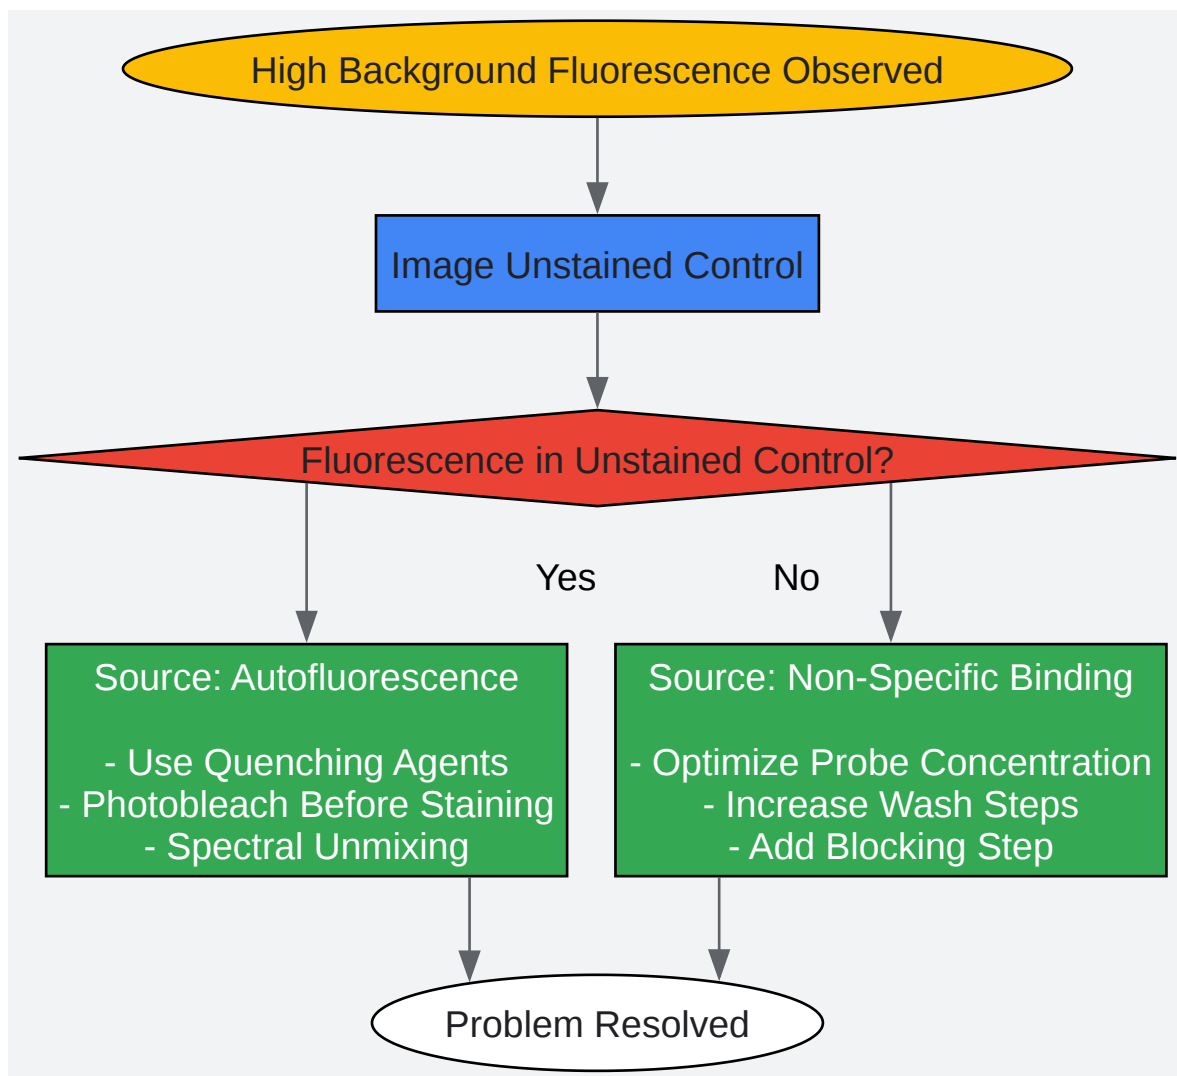 High Background Fluorescence Observed
Image Unstained Control
Fluorescence in Unstained Control?
Yes
No
Source: Autofluorescence
- Use Quenching Agents
- Photobleach Before Staining
- Spectral Unmixing
Source: Non-Specific Binding
- Optimize Probe Concentration
- Increase Wash Steps
- Add Blocking Step
Problem Resolved